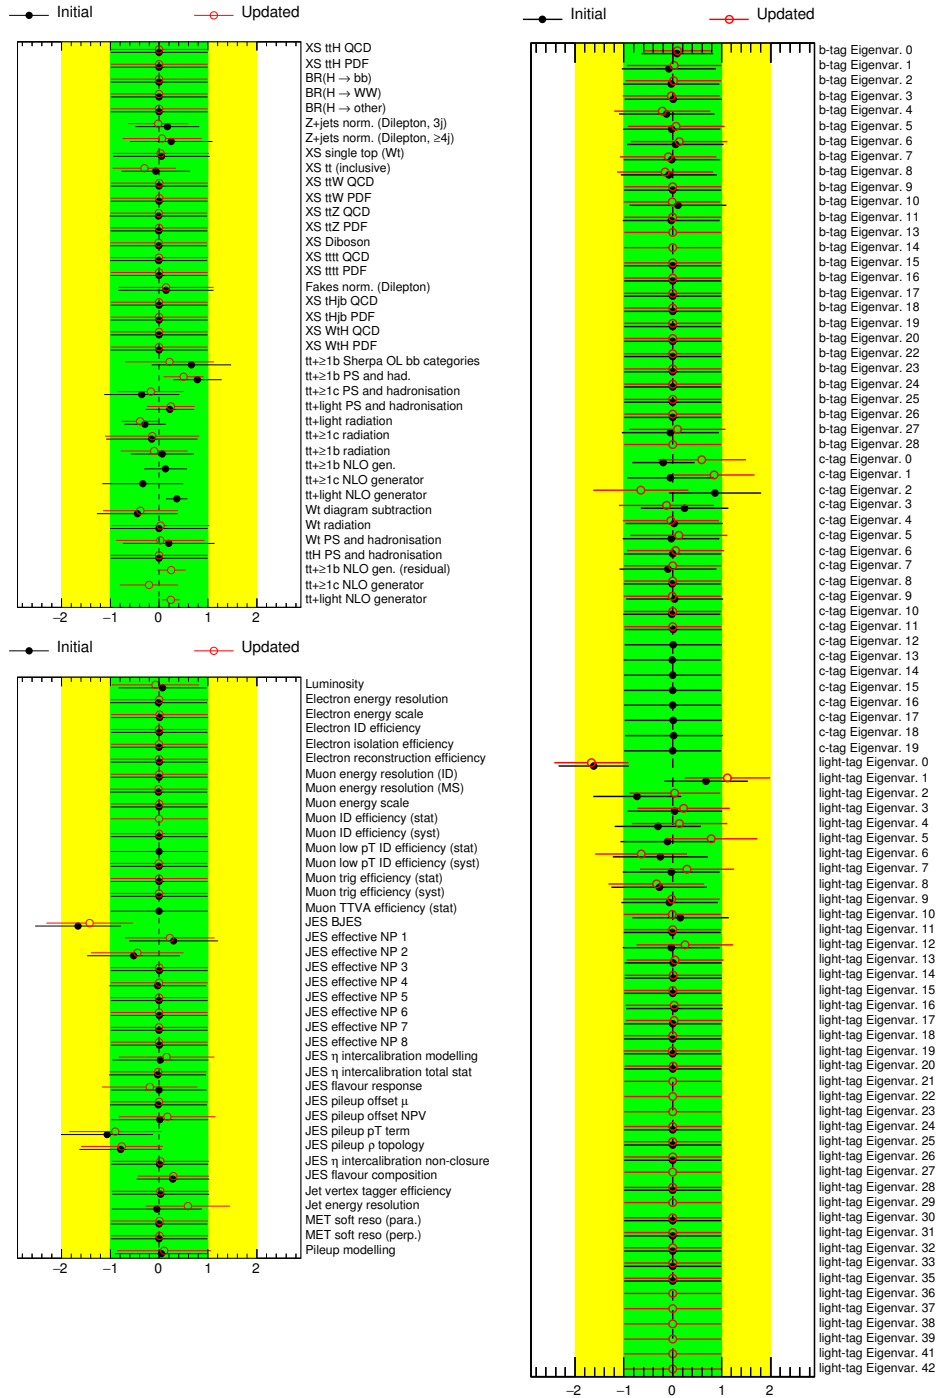 Initial Updated
XS ttH QCD
XS ttH PDF
BR(H → bb)
BR(H → WW)
BR(H → other)
Z+jets norm. (Dilepton, 3j)
Z+jets norm. (Dilepton, ≥4j)
XS single top (Wt)
XS tt (inclusive)
XS ttW QCD
XS ttW PDF
XS ttZ QCD
XS ttZ PDF
XS Diboson
XS tttt QCD
XS tttt PDF
Fakes norm. (Dilepton)
XS tHjb QCD
XS tHjb PDF
XS WtH QCD
XS WtH PDF
tt+≥1b Sherpa OL bb categories
tt+≥1b PS and had.
tt+≥1c PS and hadronisation
tt+light PS and hadronisation
tt+light radiation
tt+≥1c radiation
tt+≥1b radiation
tt+≥1b NLO gen.
tt+≥1c NLO generator
tt+light NLO generator
Wt diagram subtraction
Wt radiation
Wt PS and hadronisation
ttH PS and hadronisation
tt+≥1b NLO gen. (residual)
tt+≥1c NLO generator
tt+light NLO generator
−2 −1 0 1 2
Initial Updated
Luminosity
Electron energy resolution
Electron energy scale
Electron ID efficiency
Electron isolation efficiency
Electron reconstruction efficiency
Muon energy resolution (ID)
Muon energy resolution (MS)
Muon energy scale
Muon ID efficiency (stat)
Muon ID efficiency (syst)
Muon low pT ID efficiency (stat)
Muon low pT ID efficiency (syst)
Muon trig efficiency (stat)
Muon trig efficiency (syst)
Muon TTVA efficiency (stat)
JES BJES
JES effective NP 1
JES effective NP 2
JES effective NP 3
JES effective NP 4
JES effective NP 5
JES effective NP 6
JES effective NP 7
JES effective NP 8
JES η intercalibration modelling
JES η intercalibration total stat
JES flavour response
JES pileup offset μ
JES pileup offset NPV
JES pileup pT term
JES pileup ρ topology
JES η intercalibration non-closure
JES flavour composition
Jet vertex tagger efficiency
Jet energy resolution
MET soft reso (para.)
MET soft reso (perp.)
Pileup modelling
−2 −1 0 1 2
Initial Updated
b-tag Eigenvar. 0
b-tag Eigenvar. 1
b-tag Eigenvar. 2
b-tag Eigenvar. 3
b-tag Eigenvar. 4
b-tag Eigenvar. 5
b-tag Eigenvar. 6
b-tag Eigenvar. 7
b-tag Eigenvar. 8
b-tag Eigenvar. 9
b-tag Eigenvar. 10
b-tag Eigenvar. 11
b-tag Eigenvar. 13
b-tag Eigenvar. 14
b-tag Eigenvar. 15
b-tag Eigenvar. 16
b-tag Eigenvar. 17
b-tag Eigenvar. 18
b-tag Eigenvar. 19
b-tag Eigenvar. 20
b-tag Eigenvar. 22
b-tag Eigenvar. 23
b-tag Eigenvar. 24
b-tag Eigenvar. 25
b-tag Eigenvar. 26
b-tag Eigenvar. 27
b-tag Eigenvar. 28
c-tag Eigenvar. 0
c-tag Eigenvar. 1
c-tag Eigenvar. 2
c-tag Eigenvar. 3
c-tag Eigenvar. 4
c-tag Eigenvar. 5
c-tag Eigenvar. 6
c-tag Eigenvar. 7
c-tag Eigenvar. 8
c-tag Eigenvar. 9
c-tag Eigenvar. 10
c-tag Eigenvar. 11
c-tag Eigenvar. 12
c-tag Eigenvar. 13
c-tag Eigenvar. 14
c-tag Eigenvar. 15
c-tag Eigenvar. 16
c-tag Eigenvar. 17
c-tag Eigenvar. 18
c-tag Eigenvar. 19
light-tag Eigenvar. 0
light-tag Eigenvar. 1
light-tag Eigenvar. 2
light-tag Eigenvar. 3
light-tag Eigenvar. 4
light-tag Eigenvar. 5
light-tag Eigenvar. 6
light-tag Eigenvar. 7
light-tag Eigenvar. 8
light-tag Eigenvar. 9
light-tag Eigenvar. 10
light-tag Eigenvar. 11
light-tag Eigenvar. 12
light-tag Eigenvar. 13
light-tag Eigenvar. 14
light-tag Eigenvar. 15
light-tag Eigenvar. 16
light-tag Eigenvar. 17
light-tag Eigenvar. 18
light-tag Eigenvar. 19
light-tag Eigenvar. 20
light-tag Eigenvar. 21
light-tag Eigenvar. 22
light-tag Eigenvar. 23
light-tag Eigenvar. 24
light-tag Eigenvar. 25
light-tag Eigenvar. 26
light-tag Eigenvar. 27
light-tag Eigenvar. 28
light-tag Eigenvar. 29
light-tag Eigenvar. 30
light-tag Eigenvar. 31
light-tag Eigenvar. 32
light-tag Eigenvar. 33
light-tag Eigenvar. 35
light-tag Eigenvar. 36
light-tag Eigenvar. 37
light-tag Eigenvar. 38
light-tag Eigenvar. 39
light-tag Eigenvar. 41
light-tag Eigenvar. 42
−2 −1 0 1 2